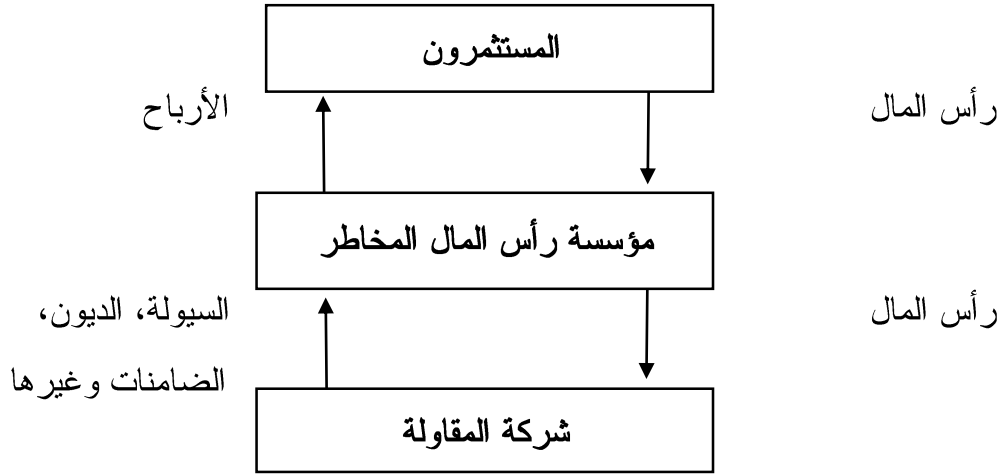 المستثمرون
رأس المال
الأرباح
مؤسسة رأس المال المخاطر
رأس المال
السيولة، الديون،
الضامنات وغيرها
شركة المقاولة